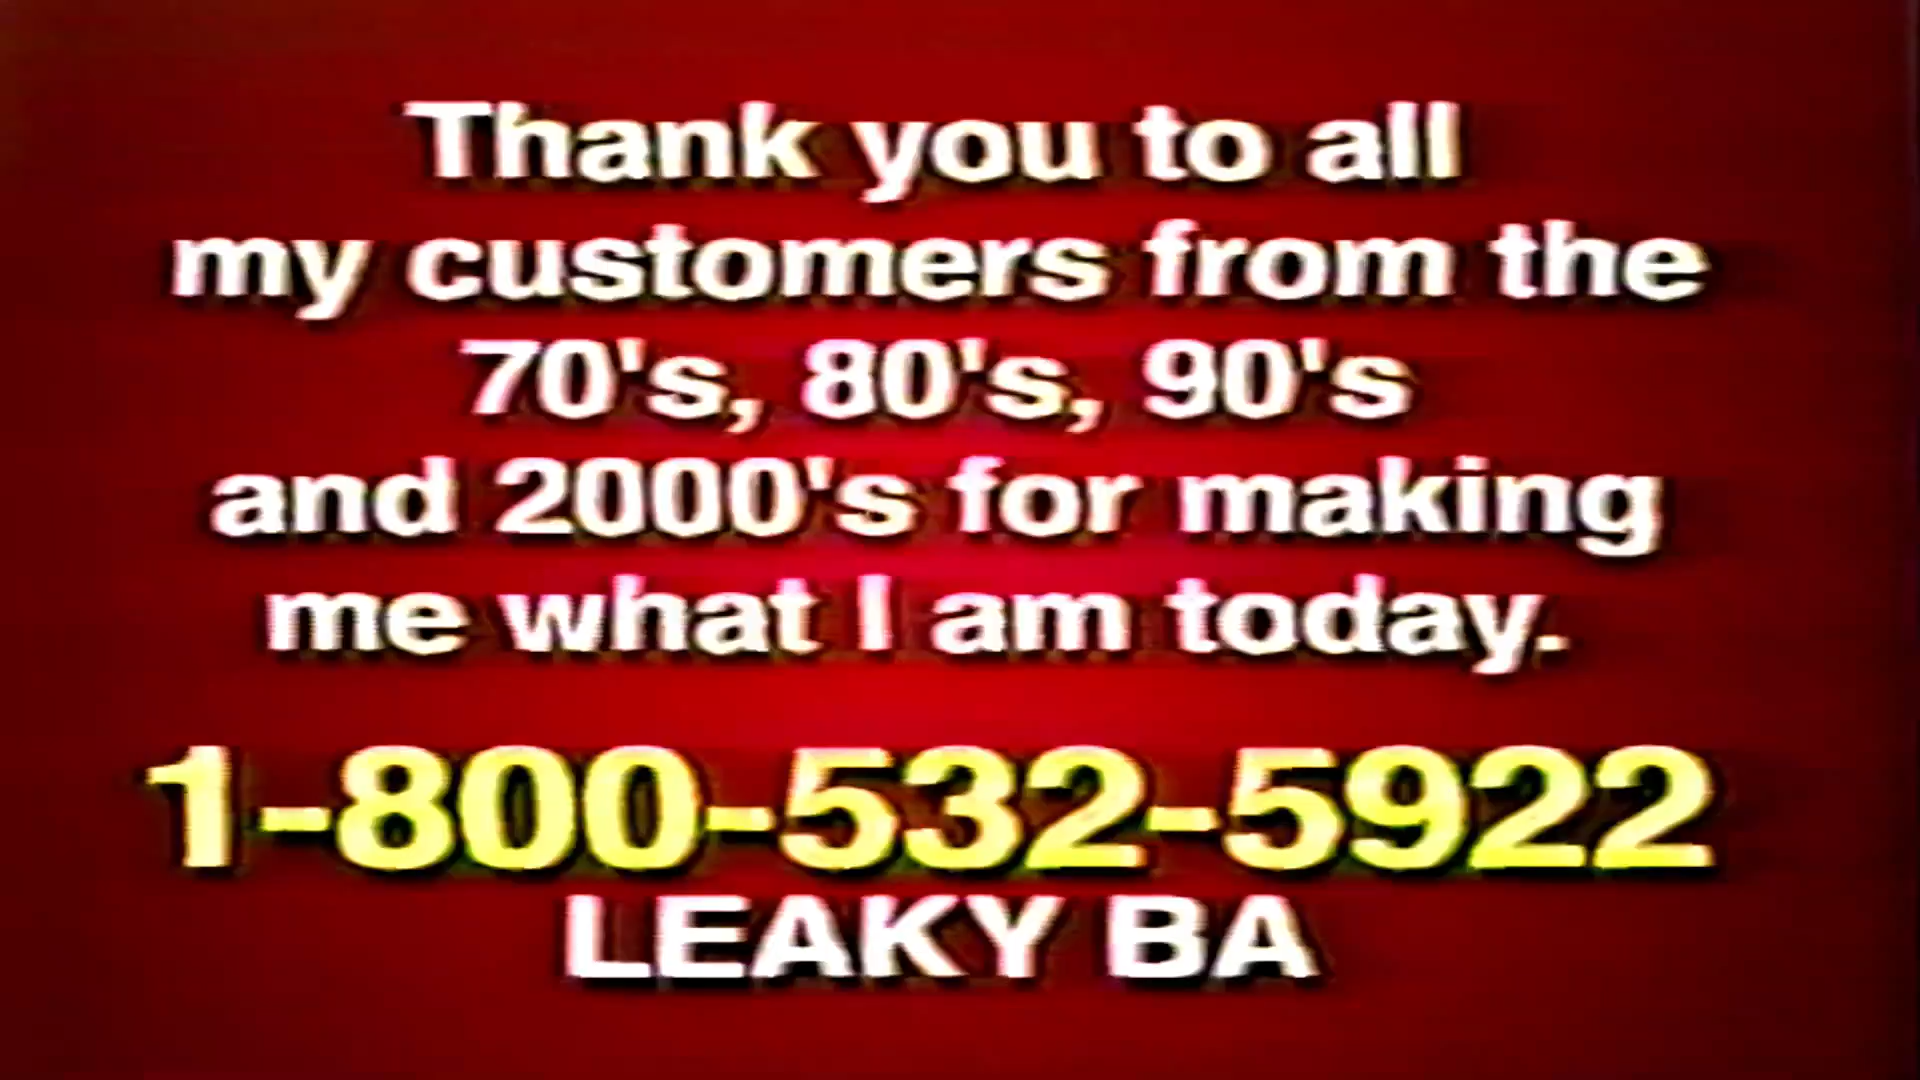 Thank you to all
my customers from the
70's, 80's, 90's
and 2000's for making
me what I am today.
1-800-532-5922
LEAKY BA